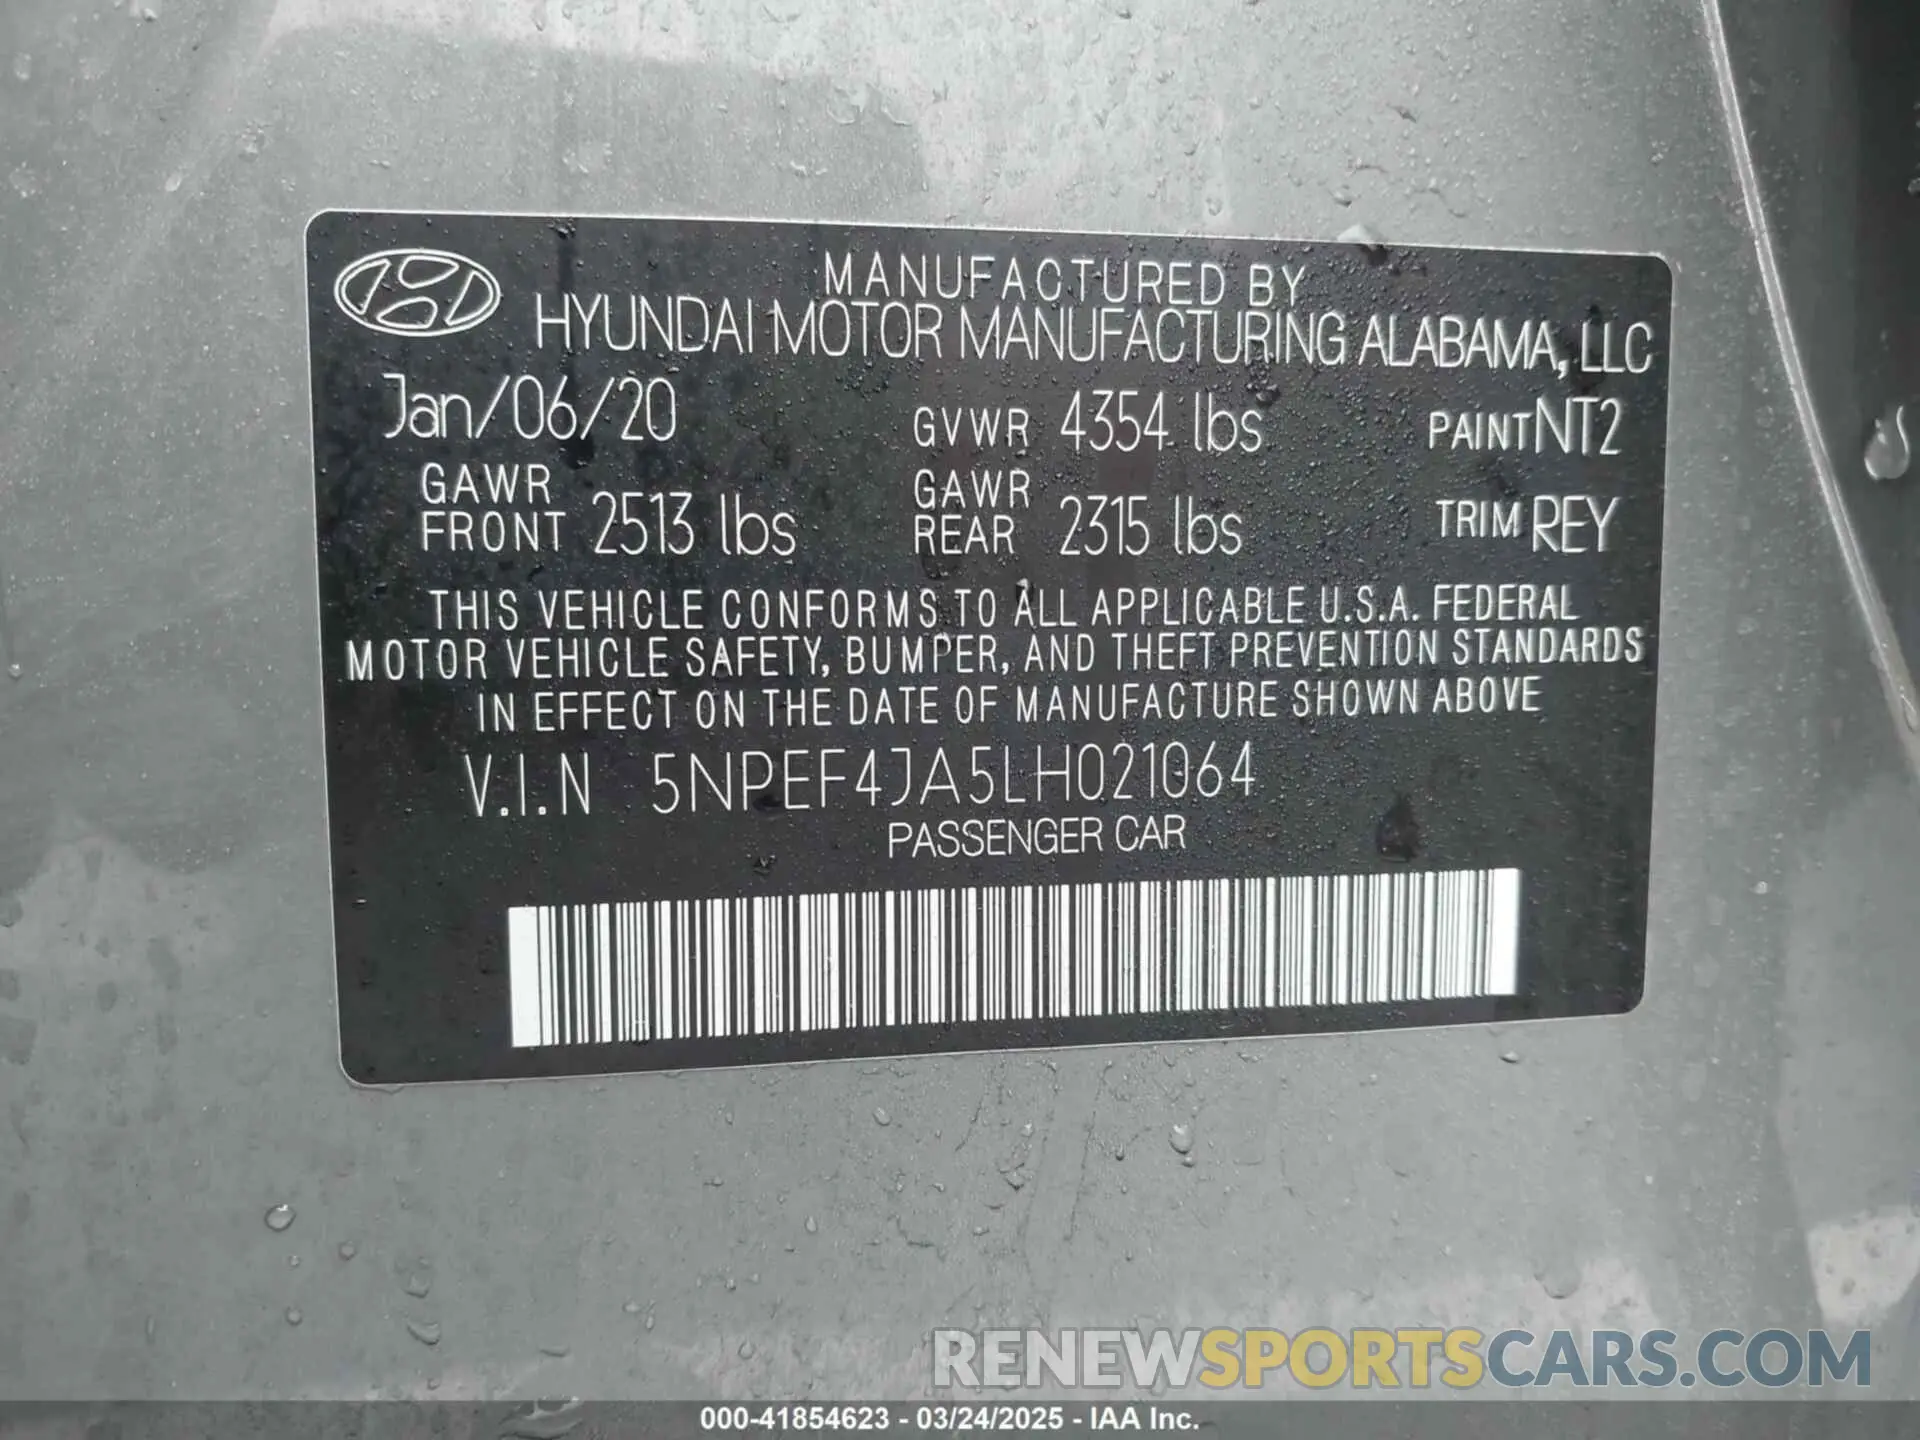 MANUFACTURED BY
HYUNDAI MOTOR MANUFACTURING ALABAMA, LLC
Jan/06/20 GVWR 4354 lbs PAINT NT2
GAWR FRONT 2513 lbs GAWR REAR 2315 lbs TRIM REY
THIS VEHICLE CONFORMS TO ALL APPLICABLE U.S.A. FEDERAL
MOTOR VEHICLE SAFETY, BUMPER, AND THEFT PREVENTION STANDARDS
IN EFFECT ON THE DATE OF MANUFACTURE SHOWN ABOVE
V.I.N 5NPEF4JA5LH021064
PASSENGER CAR
RENEWSPORTSCARS.COM
000-41854623 - 03/24/2025 - IAA Inc.